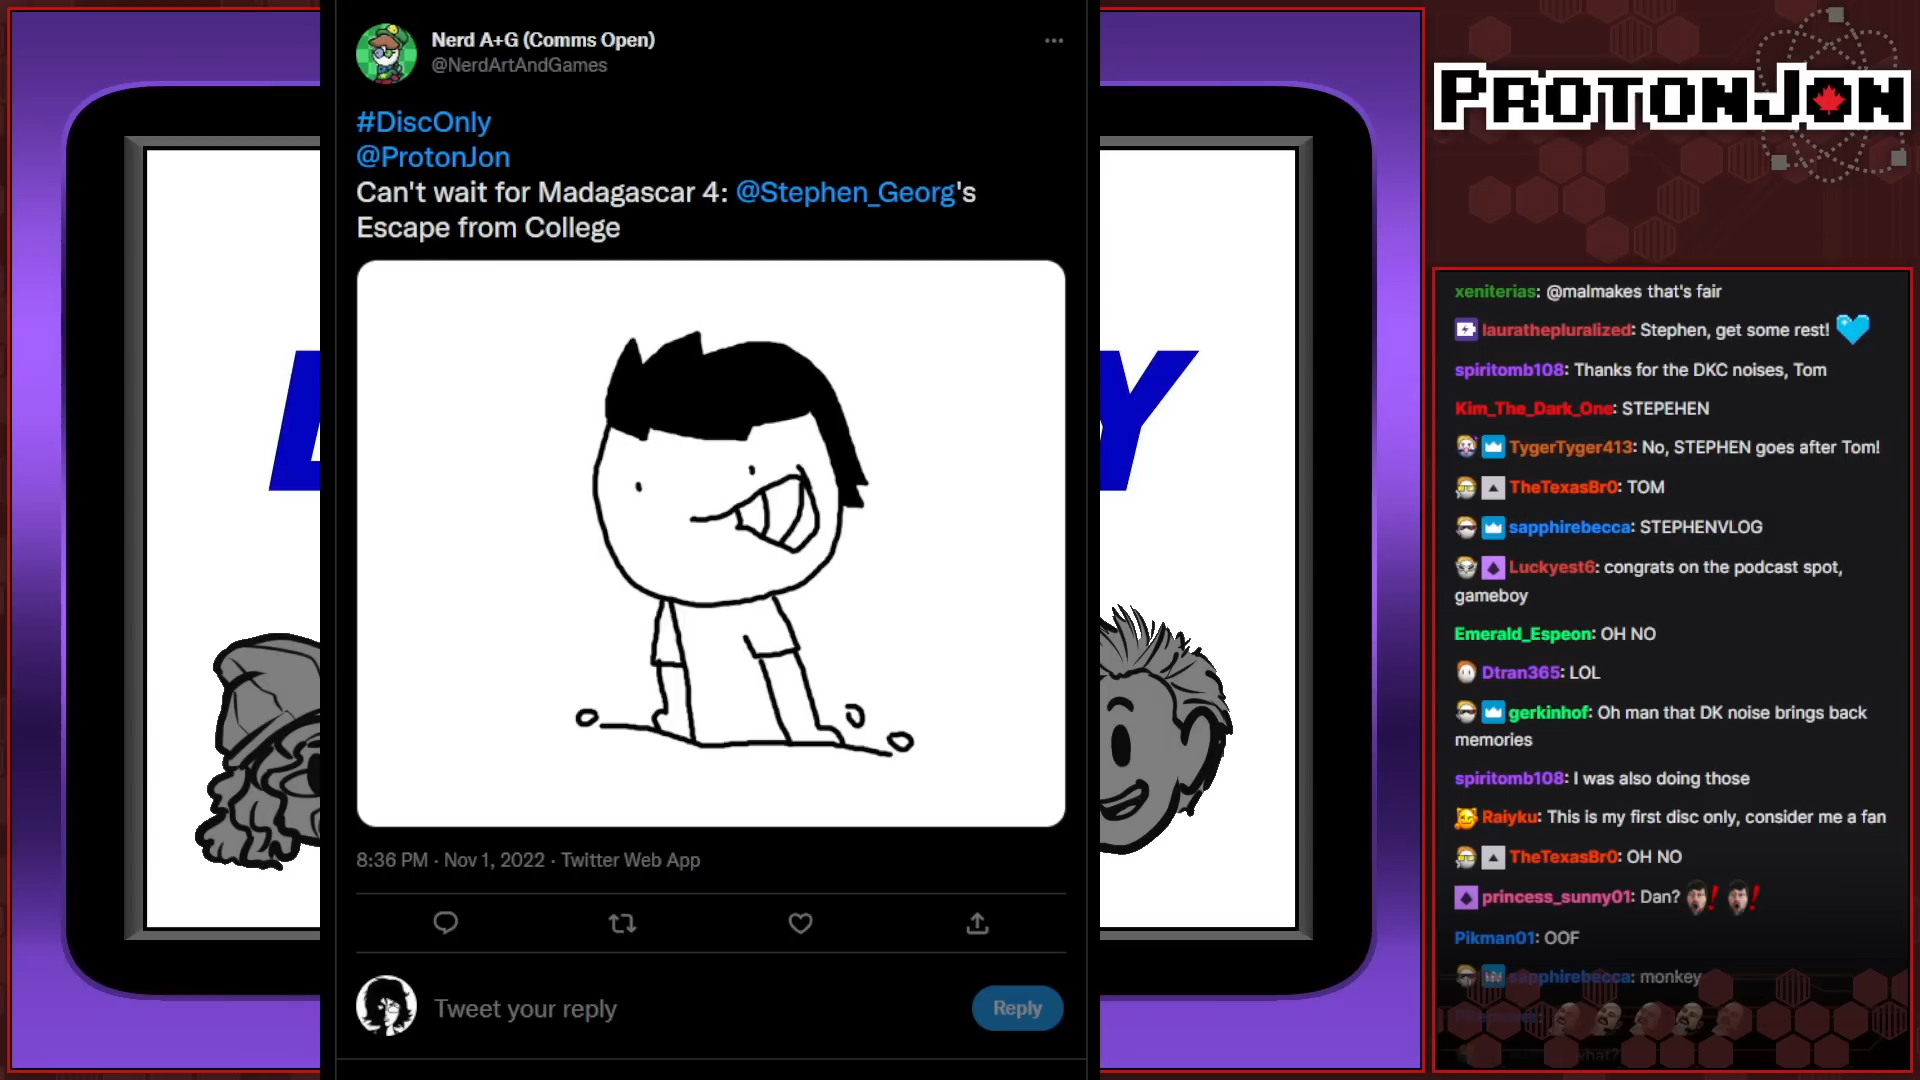 Nerd A+G (Comms Open)
@NerdArtAndGames
#DiscOnly
@ProtonJon
Can't wait for Madagascar 4: @Stephen_Georg's
Escape from College
8:36 PM · Nov 1, 2022 · Twitter Web App
Tweet your reply
Reply
Y
PROTONJON
xeniterias: @malmakes that's fair
laurathepluralized: Stephen, get some rest!
spiritomb108: Thanks for the DKC noises, Tom
Kim_The_Dark_One: STEPEHEN
TygerTyger413: No, STEPHEN goes after Tom!
TheTexasBr0: TOM
sapphirebecca: STEPHENVLOG
Luckyest6: congrats on the podcast spot,
gameboy
Emerald_Espeon: OH NO
Dtran365: LOL
gerkinhof: Oh man that DK noise brings back
memories
spiritomb108: I was also doing those
Raiyku: This is my first disc only, consider me a fan
TheTexasBr0: OH NO
princess_sunny01: Dan?
Pikman01: OOF
sapphirebecca: monkey